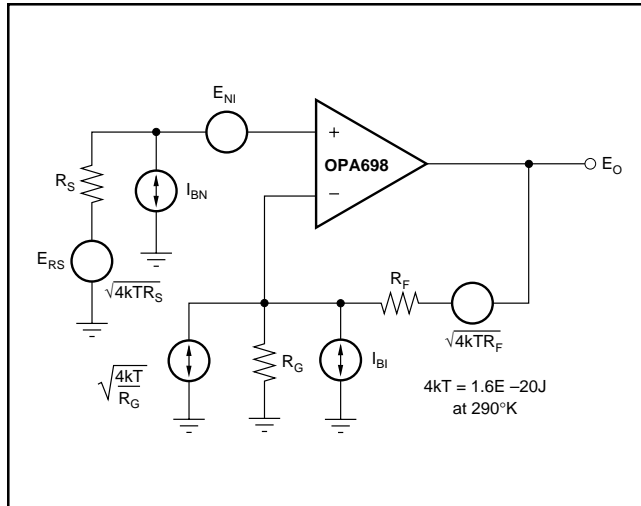 E_NI
+
OPA698
−
E_O
R_S
I_BN
E_RS
√4kTR_S
R_F
√4kTR_F
√4kT/R_G
R_G
I_BI
4kT = 1.6E –20J
at 290°K